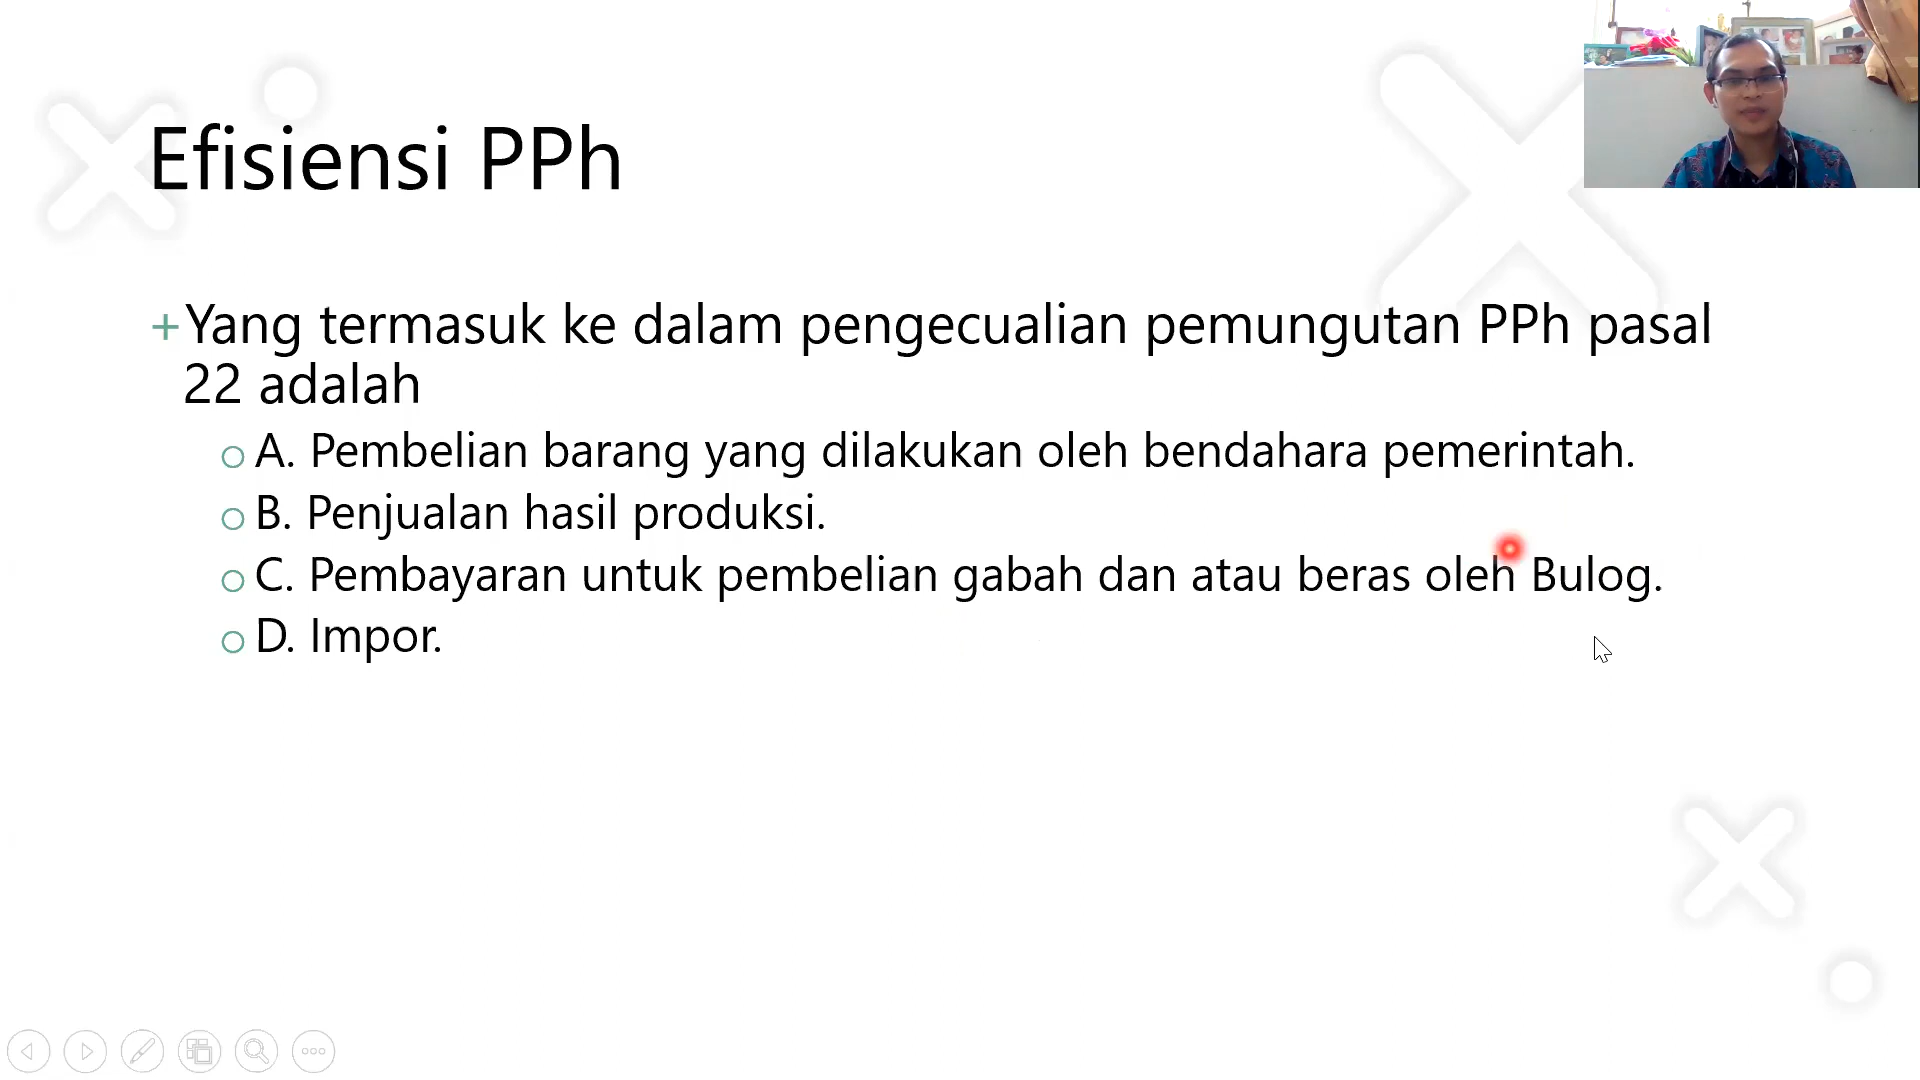 Efisiensi PPh
+Yang termasuk ke dalam pengecualian pemungutan PPh pasal
22 adalah
o A. Pembelian barang yang dilakukan oleh bendahara pemerintah.
o B. Penjualan hasil produksi.
o C. Pembayaran untuk pembelian gabah dan atau beras oleh Bulog.
o D. Impor.